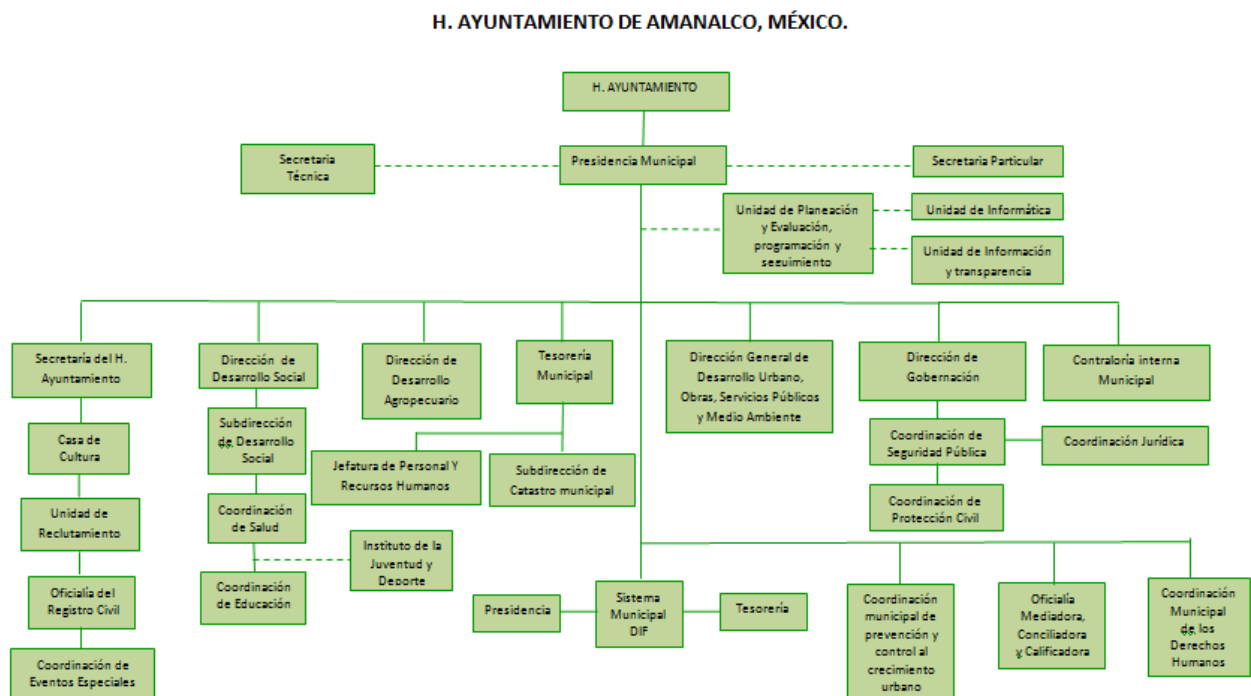 H. AYUNTAMIENTO DE AMANALCO, MÉXICO.
H. AYUNTAMIENTO
Secretaria
Técnica
Presidencia Municipal
Secretaria Particular
Unidad de Planeación
y Evaluación,
programación y
seguimiento
Unidad de Informática
Unidad de Información
y transparencia
Secretaría del H.
Ayuntamiento
Dirección de
Desarrollo Social
Dirección de
Desarrollo
Agropecuario
Tesorería
Municipal
Dirección General de
Desarrollo Urbano,
Obras, Servicios Públicos
y Medio Ambiente
Dirección de
Gobernación
Contraloría interna
Municipal
Casa de
Cultura
Subdirección
de Desarrollo
Social
Jefatura de Personal Y
Recursos Humanos
Subdirección de
Catastro municipal
Coordinación de
Seguridad Pública
Coordinación Jurídica
Unidad de
Reclutamiento
Coordinación
de Salud
Coordinación de
Protección Civil
Instituto de la
Juventud y
Deporte
Oficialía del
Registro Civil
Coordinación
de Educación
Presidencia
Sistema
Municipal
DIF
Tesorería
Coordinación
municipal de
prevención y
control al
crecimiento
urbano
Oficialía
Mediadora,
Conciliadora
y Calificadora
Coordinación
Municipal
de los
Derechos
Humanos
Coordinación de
Eventos Especiales